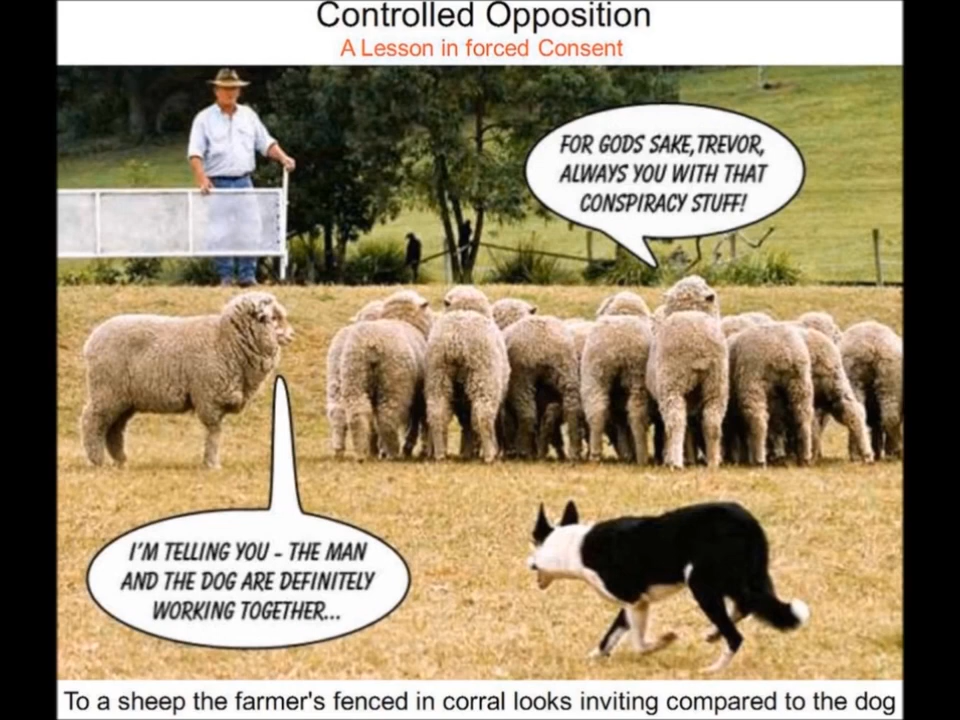 Controlled Opposition
A Lesson in forced Consent
FOR GODS SAKE, TREVOR,
ALWAYS YOU WITH THAT
CONSPIRACY STUFF!
I'M TELLING YOU - THE MAN
AND THE DOG ARE DEFINITELY
WORKING TOGETHER...
To a sheep the farmer's fenced in corral looks inviting compared to the dog